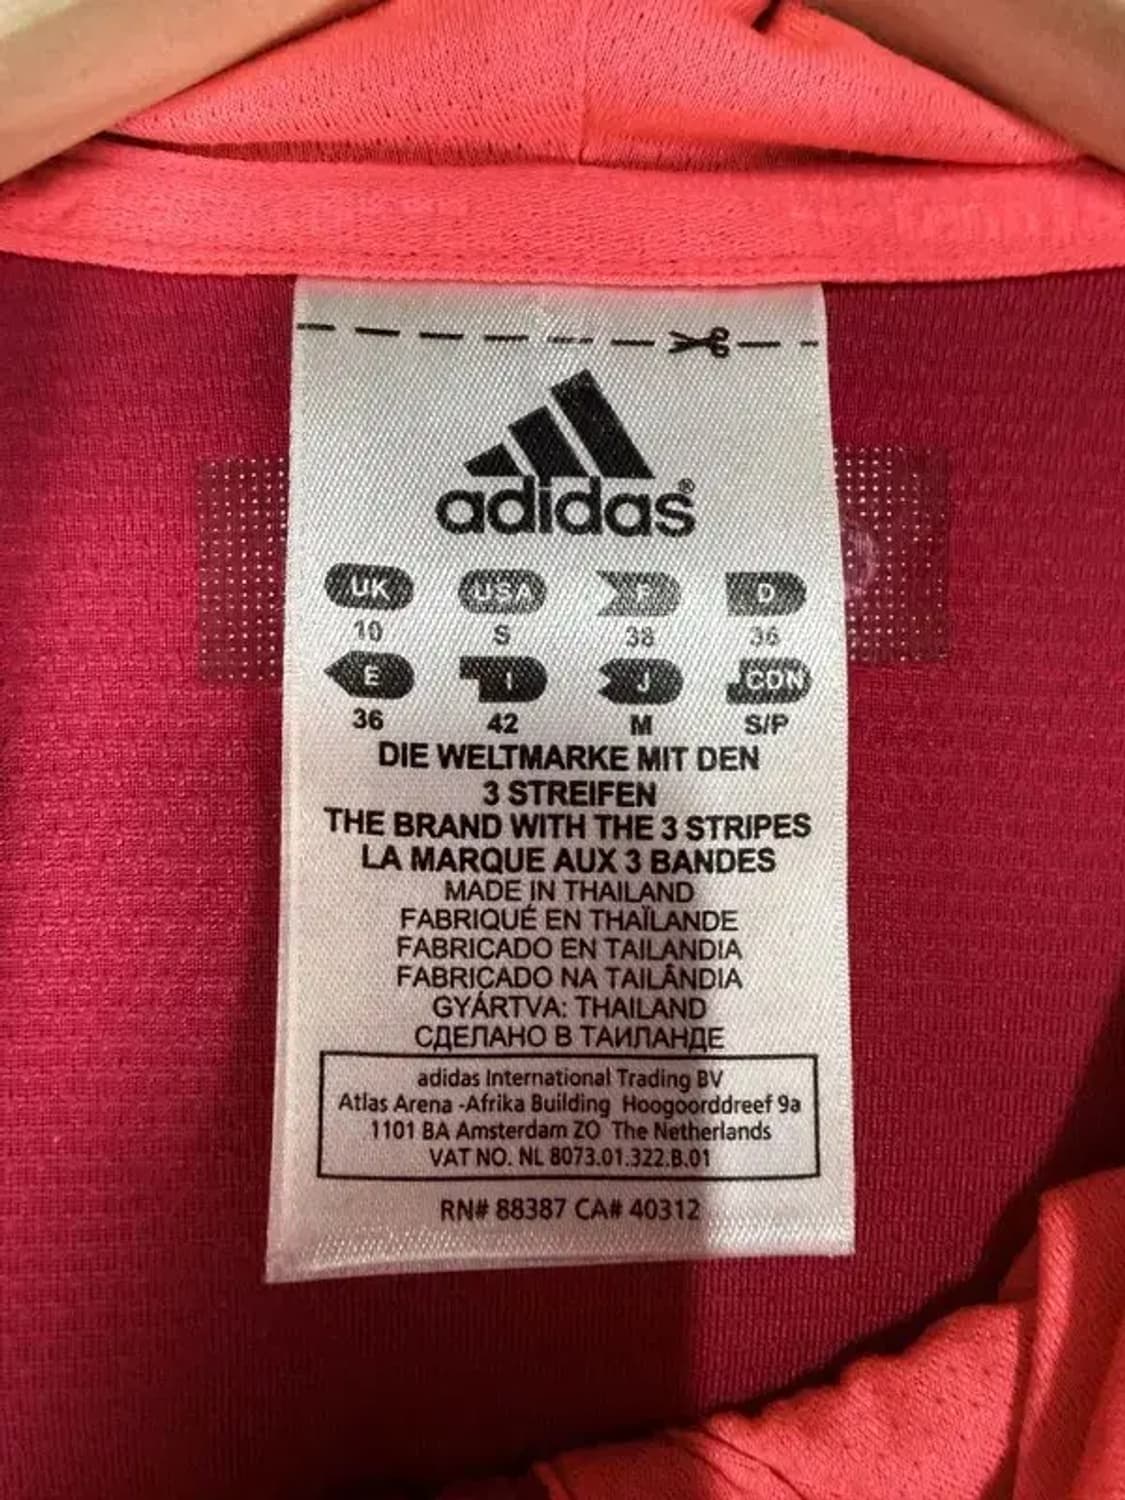 adidas®
UK USA F D
10 S 38 36
E I J CDN
36 42 M S/P
DIE WELTMARKE MIT DEN
3 STREIFEN
THE BRAND WITH THE 3 STRIPES
LA MARQUE AUX 3 BANDES
MADE IN THAILAND
FABRIQUÉ EN THAÏLANDE
FABRICADO EN TAILANDIA
FABRICADO NA TAILÂNDIA
GYÁRTVA: THAILAND
СДЕЛАНО В ТАИЛАНДЕ
adidas International Trading BV
Atlas Arena -Afrika Building Hoogoorddreef 9a
1101 BA Amsterdam ZO The Netherlands
VAT NO. NL 8073.01.322.B.01
RN# 88387 CA# 40312